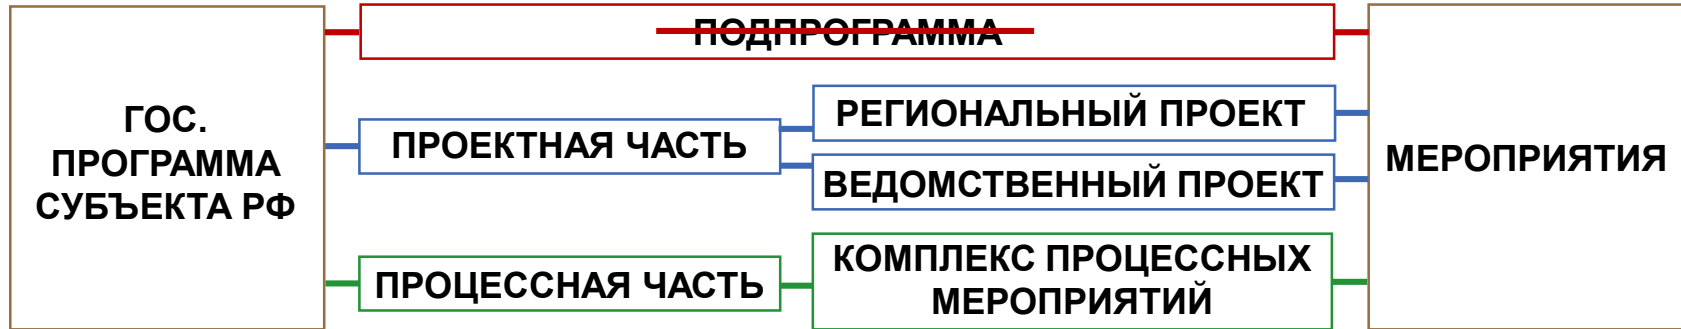 ГОС.
ПРОГРАММА
СУБЪЕКТА РФ
ПОДПРОГРАММА
ПРОЕКТНАЯ ЧАСТЬ
РЕГИОНАЛЬНЫЙ ПРОЕКТ
ВЕДОМСТВЕННЫЙ ПРОЕКТ
ПРОЦЕССНАЯ ЧАСТЬ
КОМПЛЕКС ПРОЦЕССНЫХ
МЕРОПРИЯТИЙ
МЕРОПРИЯТИЯ